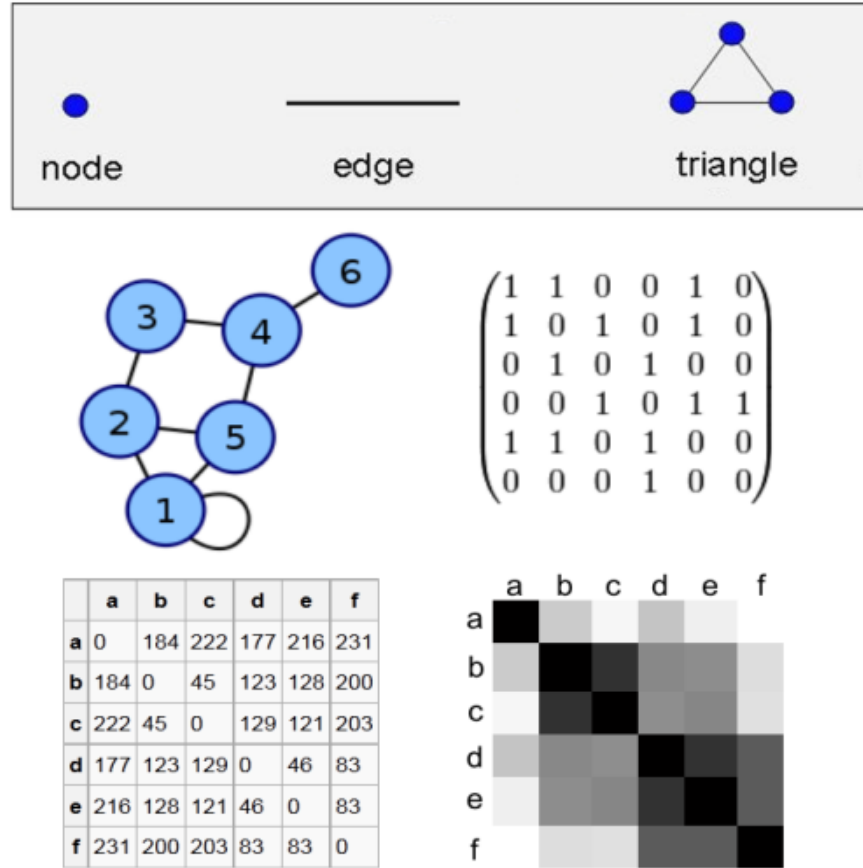 node edge triangle
6
3 4
2 5
1
1 1 0 0 1 0
1 0 1 0 1 0
0 1 0 1 0 0
0 0 1 0 1 1
1 1 0 1 0 0
0 0 0 1 0 0
a b c d e f
a 0 184 222 177 216 231
b 184 0 45 123 128 200
c 222 45 0 129 121 203
d 177 123 129 0 46 83
e 216 128 121 46 0 83
f 231 200 203 83 83 0
a b c d e f
a
b
c
d
e
f